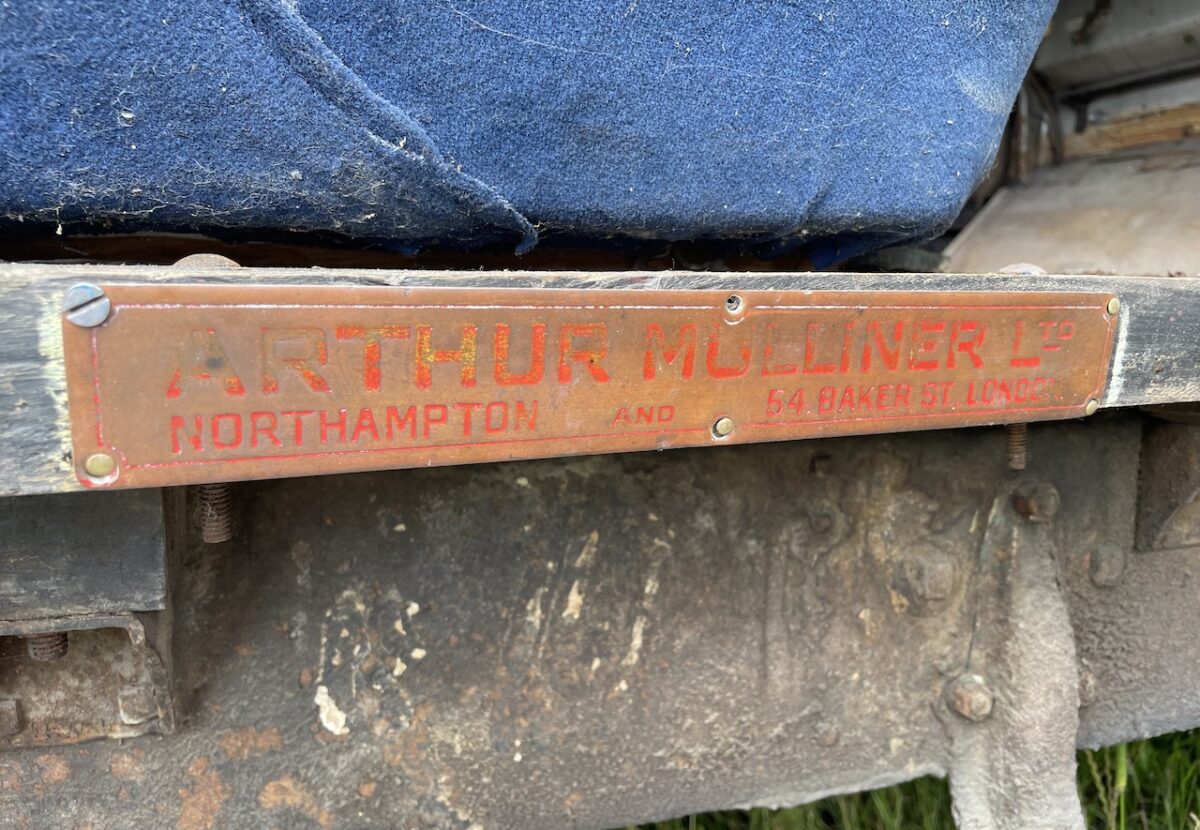 ARTHUR MULLINER LTD
NORTHAMPTON AND 54. BAKER ST. LONDON